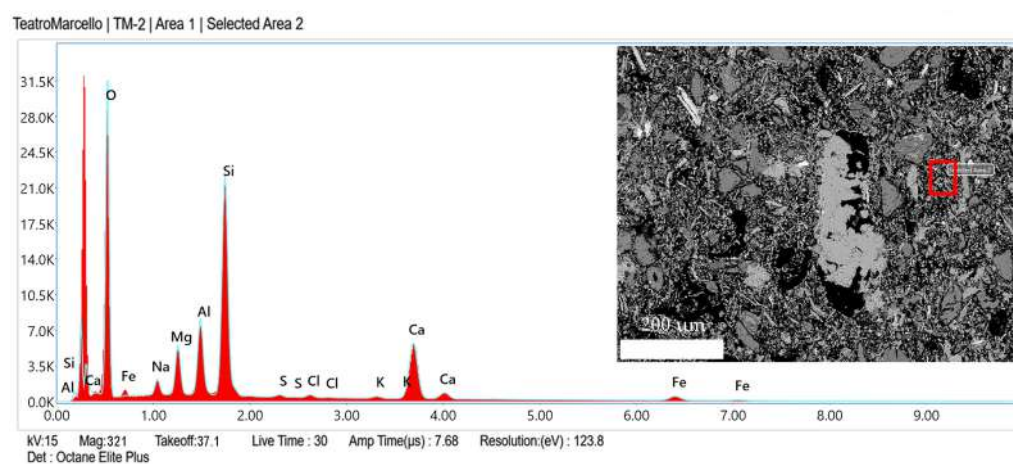 TeatroMarcello | TM-2 | Area 1 | Selected Area 2
31.5K
28.0K
24.5K
21.0K
17.5K
14.0K
10.5K
7.0K
3.5K
0.0K
O
Si
Si
Al
Ca
Fe
Na
Mg
Al
S
S
Cl
Cl
K
K
Ca
Ca
Fe
Fe
200 um
Selected Area 2
0.00 1.00 2.00 3.00 4.00 5.00 6.00 7.00 8.00 9.00
kV:15 Mag:321 Takeoff:37.1 Live Time : 30 Amp Time(µs) : 7.68 Resolution:(eV) : 123.8
Det : Octane Elite Plus